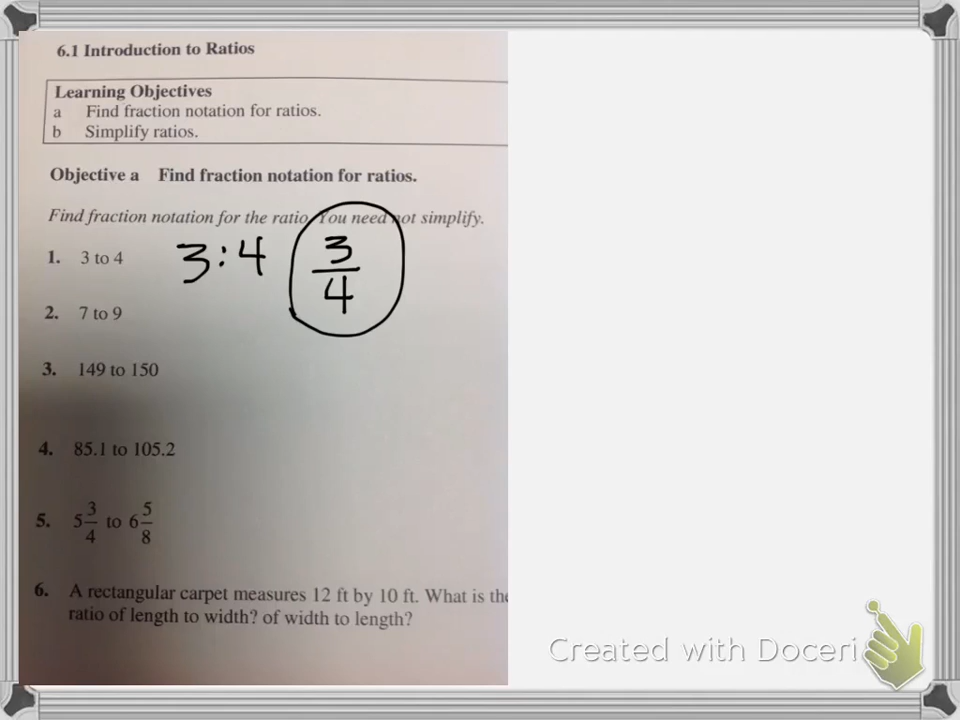 6.1 Introduction to Ratios
Learning Objectives
a Find fraction notation for ratios.
b Simplify ratios.
Objective a Find fraction notation for ratios.
Find fraction notation for the ratio. You need not simplify.
1. 3 to 4 3:4 3/4
2. 7 to 9
3. 149 to 150
4. 85.1 to 105.2
5. 5 3/4 to 6 5/8
6. A rectangular carpet measures 12 ft by 10 ft. What is the
ratio of length to width? of width to length?
Created with Doceri